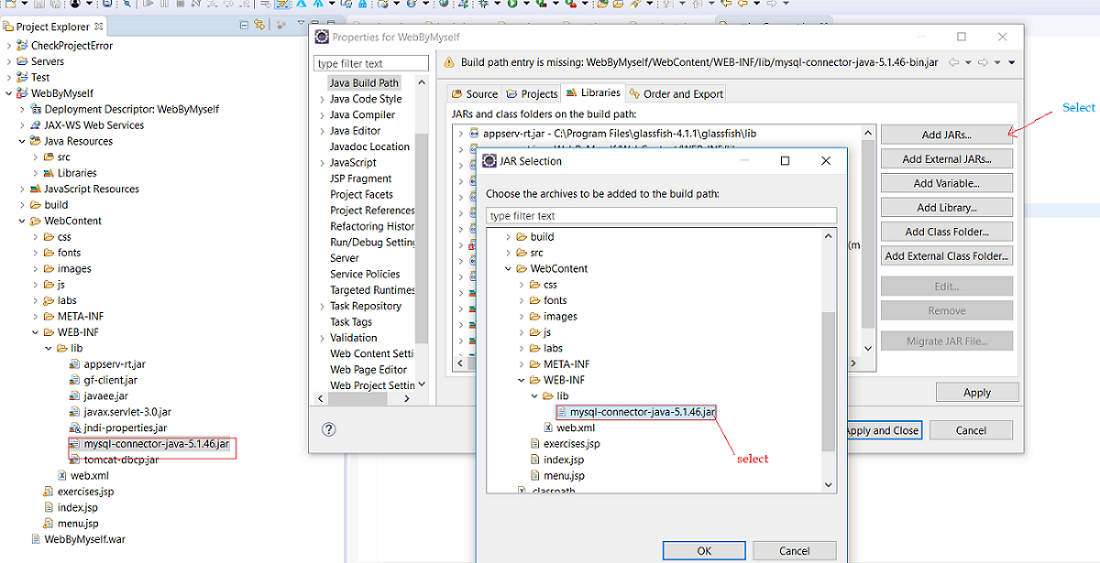 Project Explorer
CheckProjectError
Servers
Test
WebByMyself
Deployment Descriptor: WebByMyself
JAX-WS Web Services
Java Resources
src
Libraries
JavaScript Resources
build
WebContent
css
fonts
images
js
labs
META-INF
WEB-INF
lib
appserv-rt.jar
gf-client.jar
javaee.jar
javax.servlet-3.0.jar
jndi-properties.jar
mysql-connector-java-5.1.46.jar
tomcat-dbcp.jar
web.xml
exercises.jsp
index.jsp
menu.jsp
WebByMyself.war
Properties for WebByMyself
type filter text
Java Build Path
Java Code Style
Java Compiler
Java Editor
Javadoc Location
JavaScript
JSP Fragment
Project Facets
Project References
Refactoring Histor
Run/Debug Setting
Server
Service Policies
Targeted Runtimes
Task Repository
Task Tags
Validation
Web Content Setti
Web Page Editor
Web Project Settin
Build path entry is missing: WebByMyself/WebContent/WEB-INF/lib/mysql-connector-java-5.1.46-bin.jar
Source Projects Libraries Order and Export
JARs and class folders on the build path:
appserv-rt.jar - C:\Program Files\glassfish-4.1.1\glassfish\lib
(m
Add JARs...
Select
Add External JARs...
Add Variable...
Add Library...
Add Class Folder...
Add External Class Folder...
Edit...
Remove
Migrate JAR File...
Apply
Apply and Close
Cancel
JAR Selection
Choose the archives to be added to the build path:
type filter text
build
src
WebContent
css
fonts
images
js
labs
META-INF
WEB-INF
lib
mysql-connector-java-5.1.46.jar
web.xml
exercises.jsp
index.jsp
menu.jsp
.classpath
select
OK
Cancel